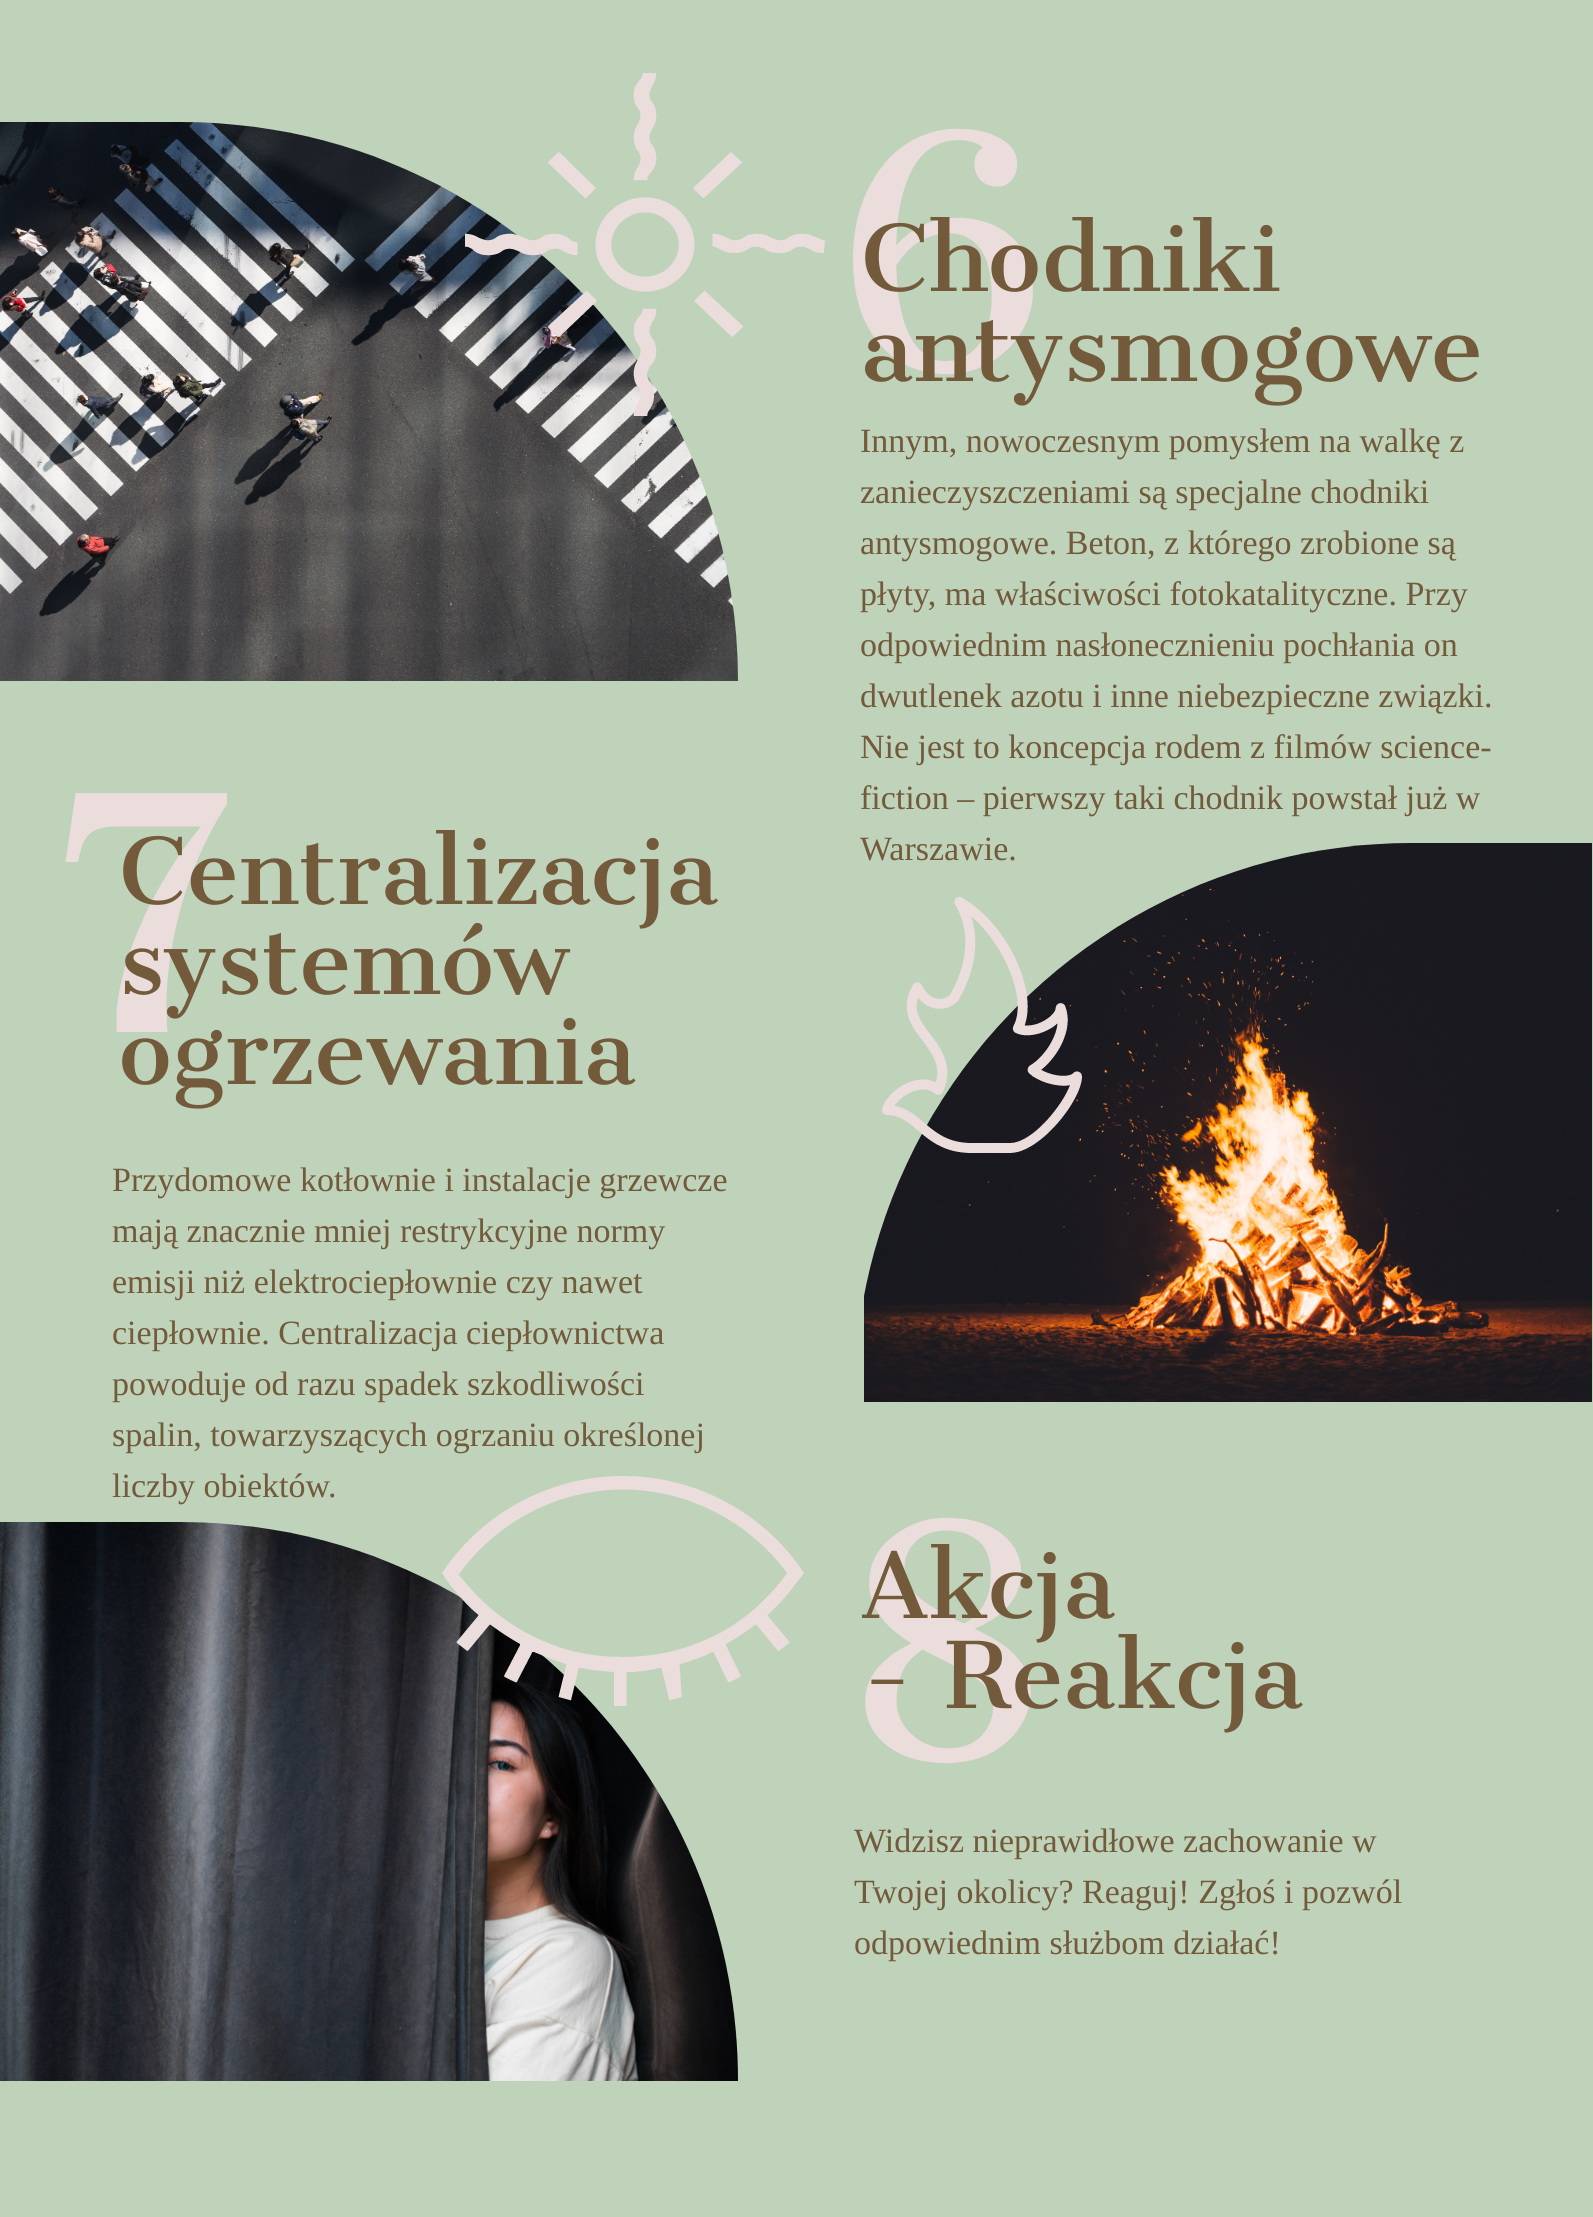 6
Chodniki
antysmogowe
Innym, nowoczesnym pomysłem na walkę z
zanieczyszczeniami są specjalne chodniki
antysmogowe. Beton, z którego zrobione są
płyty, ma właściwości fotokatalityczne. Przy
odpowiednim nasłonecznieniu pochłania on
dwutlenek azotu i inne niebezpieczne związki.
Nie jest to koncepcja rodem z filmów science-
fiction – pierwszy taki chodnik powstał już w
Warszawie.
7
Centralizacja
systemów
ogrzewania
Przydomowe kotłownie i instalacje grzewcze
mają znacznie mniej restrykcyjne normy
emisji niż elektrociepłownie czy nawet
ciepłownie. Centralizacja ciepłownictwa
powoduje od razu spadek szkodliwości
spalin, towarzyszących ogrzaniu określonej
liczby obiektów.
8
Akcja
– Reakcja
Widzisz nieprawidłowe zachowanie w
Twojej okolicy? Reaguj! Zgłoś i pozwól
odpowiednim służbom działać!